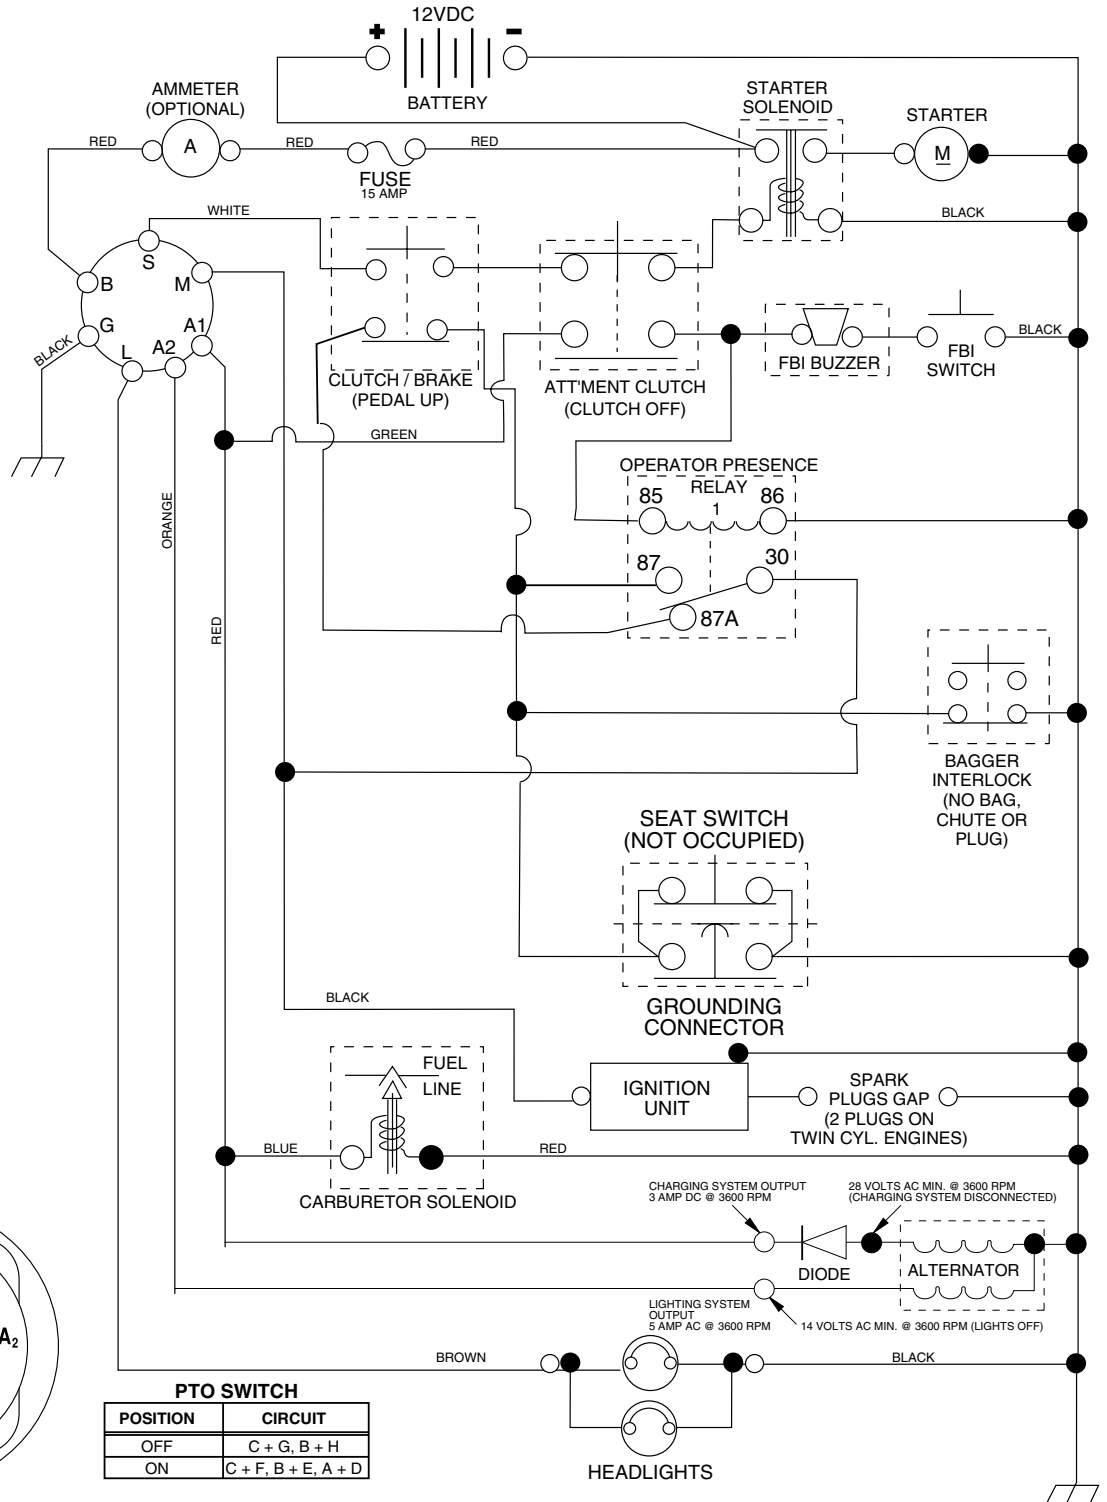 12VDC
+ –
BATTERY
AMMETER
(OPTIONAL)
STARTER
SOLENOID
STARTER
RED
A
RED
RED
M
FUSE
15 AMP
WHITE
BLACK
S
B
M
G
A1
L
A2
BLACK
BLACK
FBI BUZZER
FBI
SWITCH
CLUTCH / BRAKE
(PEDAL UP)
ATT'MENT CLUTCH
(CLUTCH OFF)
GREEN
OPERATOR PRESENCE
RELAY
1
85
86
ORANGE
87
30
87A
RED
BAGGER
INTERLOCK
(NO BAG,
CHUTE OR
PLUG)
SEAT SWITCH
(NOT OCCUPIED)
BLACK
GROUNDING
CONNECTOR
FUEL
LINE
IGNITION
UNIT
SPARK
PLUGS GAP
(2 PLUGS ON
TWIN CYL. ENGINES)
BLUE
RED
CARBURETOR SOLENOID
CHARGING SYSTEM OUTPUT
3 AMP DC @ 3600 RPM
28 VOLTS AC MIN. @ 3600 RPM
(CHARGING SYSTEM DISCONNECTED)
DIODE
ALTERNATOR
LIGHTING SYSTEM
OUTPUT
5 AMP AC @ 3600 RPM
14 VOLTS AC MIN. @ 3600 RPM (LIGHTS OFF)
A2
BROWN
BLACK
HEADLIGHTS
PTO SWITCH
POSITION CIRCUIT
OFF C + G, B + H
ON C + F, B + E, A + D